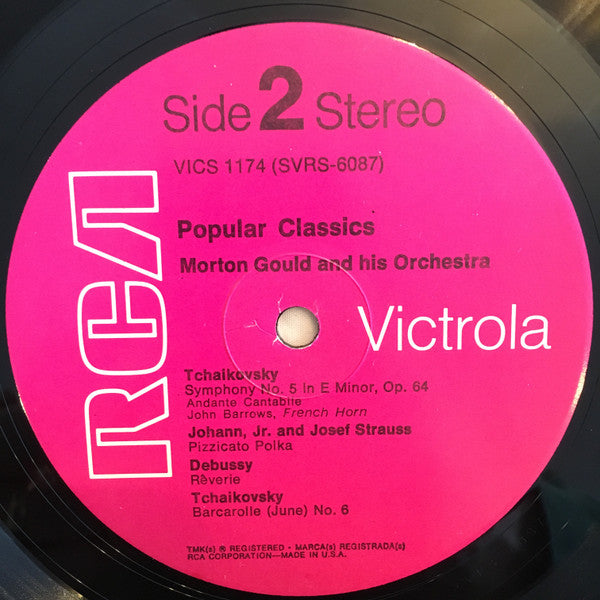 Side 2 Stereo
VICS 1174 (SVRS-6087)
Popular Classics
Morton Gould and his Orchestra
RCA
Victrola
Tchaikovsky
Symphony No. 5 in E Minor, Op. 64
Andante Cantabile
John Barrows, French Horn
Johann, Jr. and Josef Strauss
Pizzicato Polka
Debussy
Rêverie
Tchaikovsky
Barcarolle (June) No. 6
TMK(s) ® REGISTERED • MARCA(s) REGISTRADA(s)
RCA CORPORATION—MADE IN U.S.A.